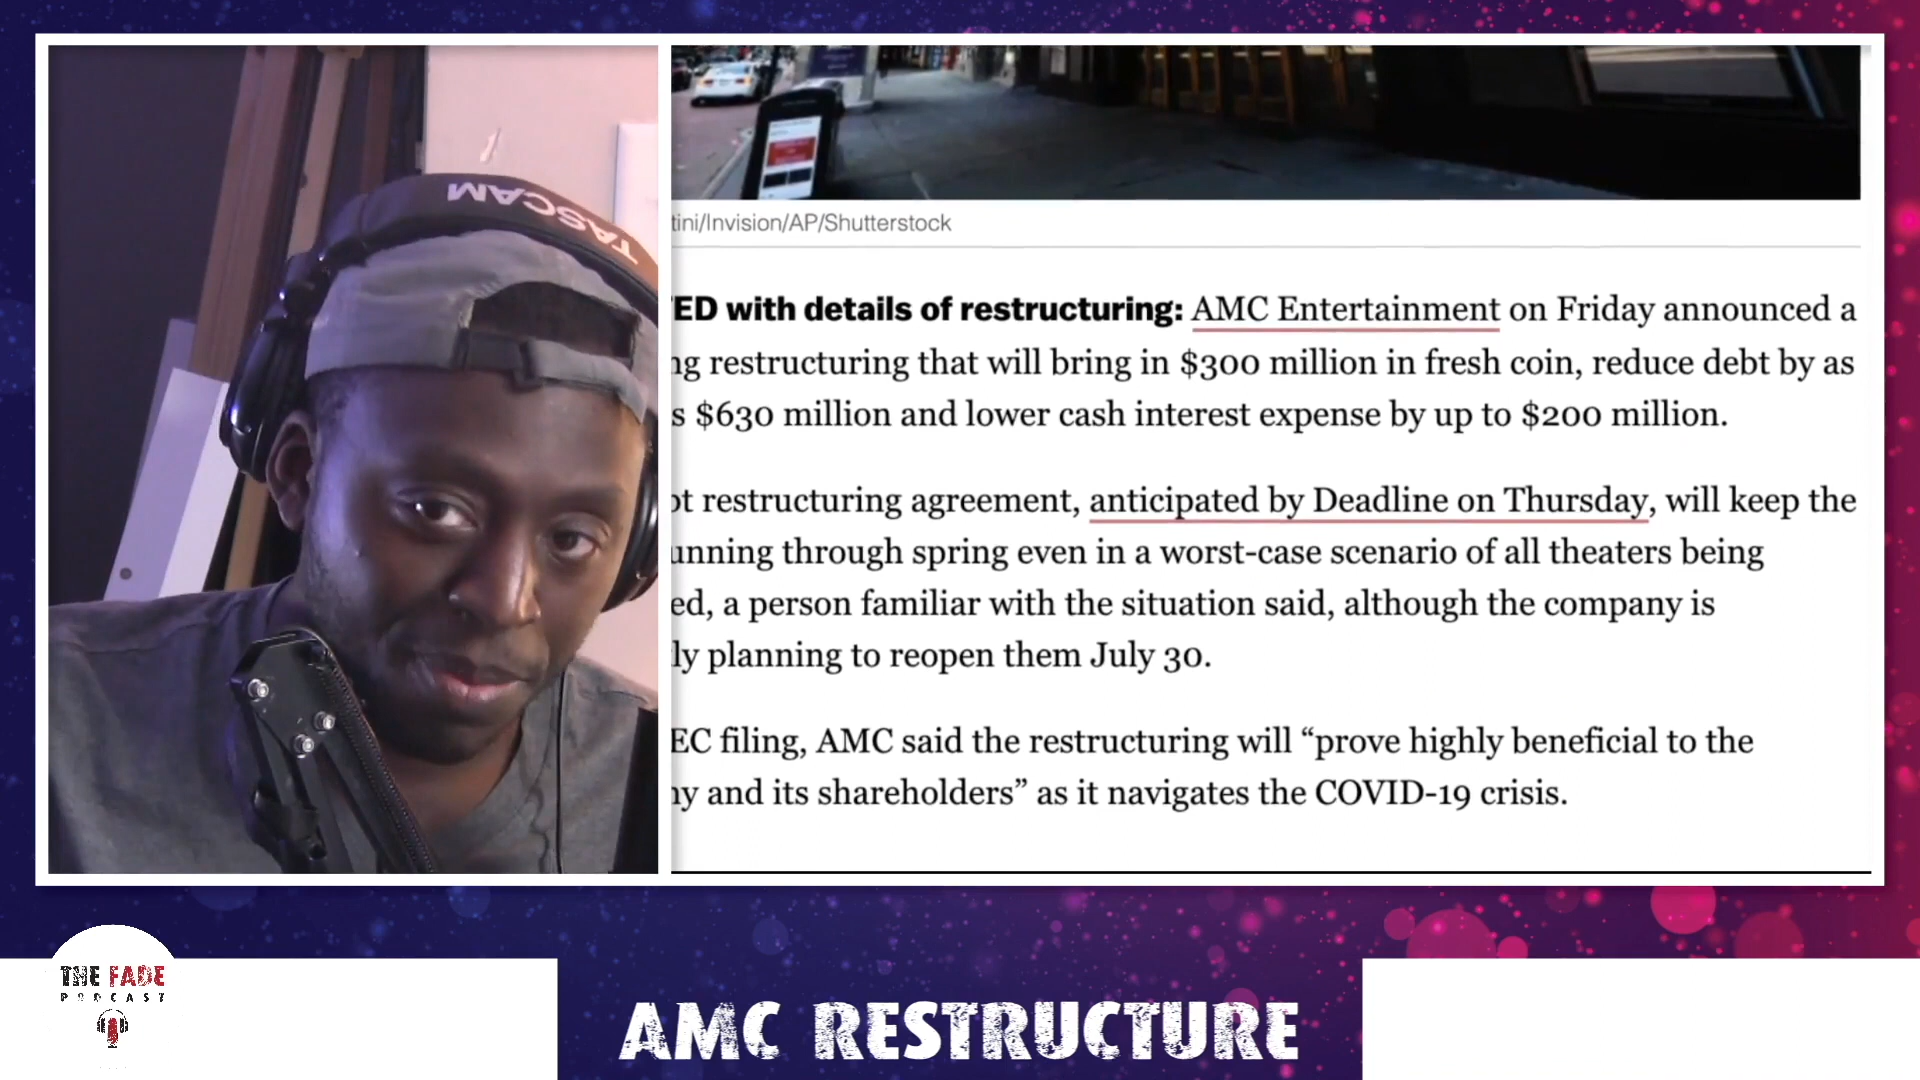 TASCAM
tini/Invision/AP/Shutterstock
ED with details of restructuring: AMC Entertainment on Friday announced a
ng restructuring that will bring in $300 million in fresh coin, reduce debt by as
s $630 million and lower cash interest expense by up to $200 million.
ot restructuring agreement, anticipated by Deadline on Thursday, will keep the
unning through spring even in a worst-case scenario of all theaters being
ed, a person familiar with the situation said, although the company is
ly planning to reopen them July 30.
EC filing, AMC said the restructuring will “prove highly beneficial to the
ny and its shareholders” as it navigates the COVID-19 crisis.
THE FADE
PODCAST
AMC RESTRUCTURE